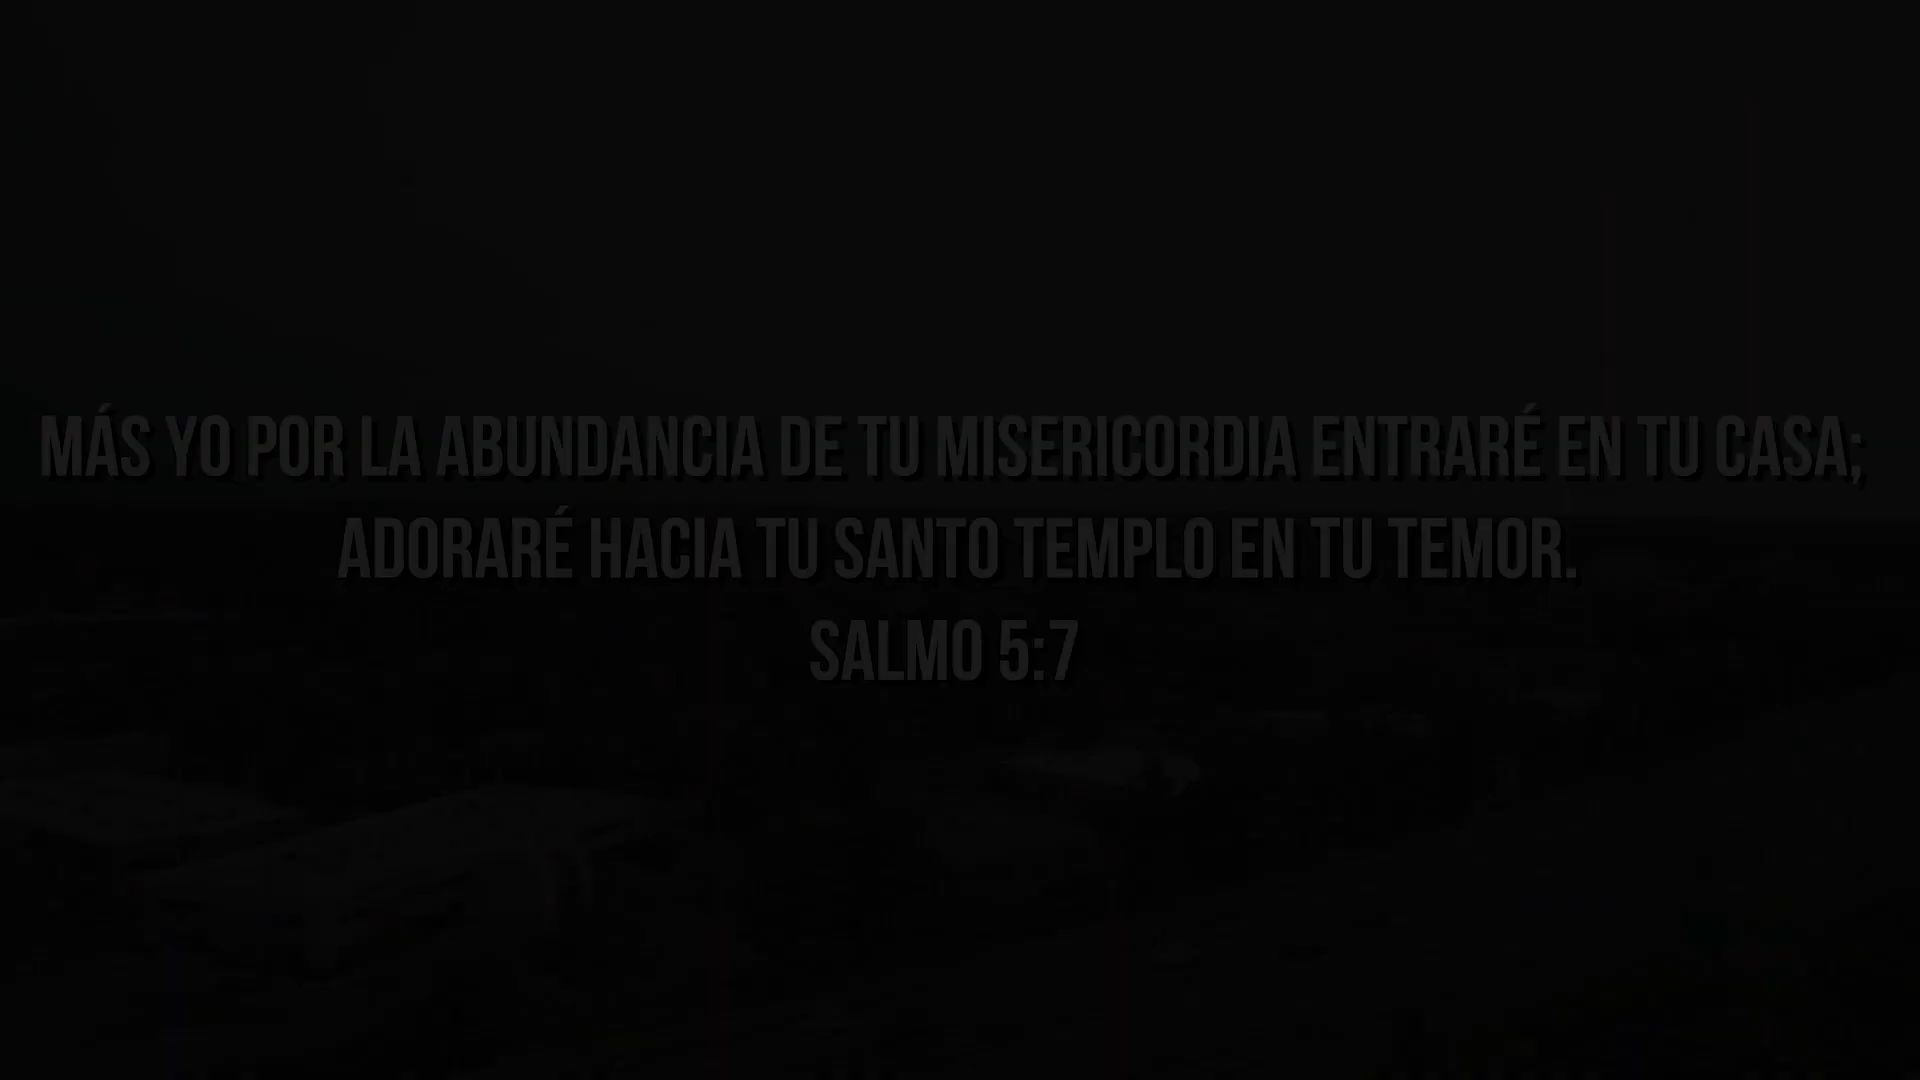 MÁS YO POR LA ABUNDANCIA DE TU MISERICORDIA ENTRARÉ EN TU CASA;
ADORARÉ HACIA TU SANTO TEMPLO EN TU TEMOR.
SALMO 5:7